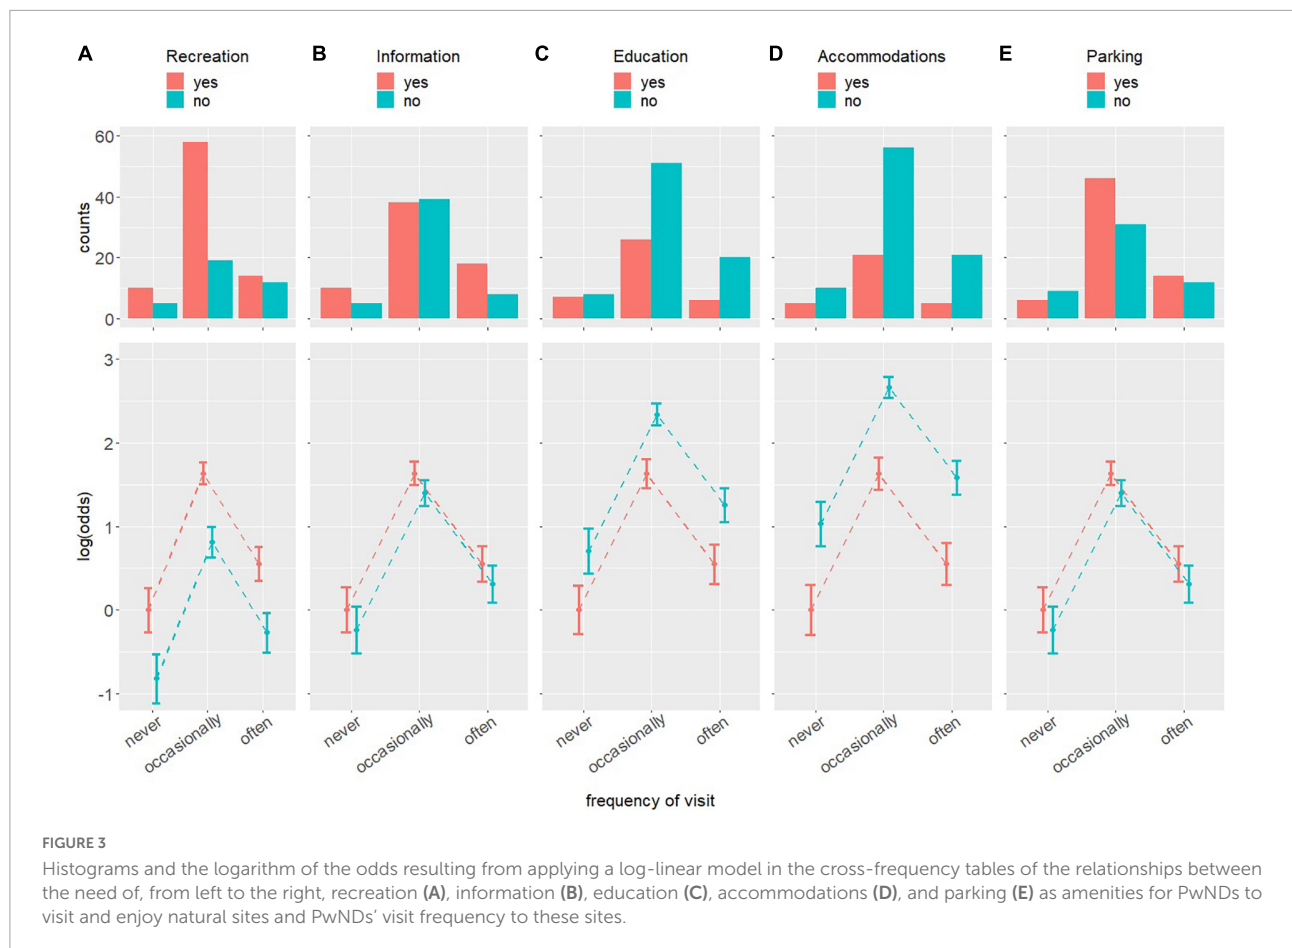 A
Recreation
yes
no
B
Information
yes
no
C
Education
yes
no
D
Accommodations
yes
no
E
Parking
yes
no
counts
60
40
20
0
log(odds)
3
2
1
0
-1
never
occasionally
often
never
occasionally
often
never
occasionally
often
never
occasionally
often
never
occasionally
often
frequency of visit
FIGURE 3
Histograms and the logarithm of the odds resulting from applying a log-linear model in the cross-frequency tables of the relationships between
the need of, from left to the right, recreation (A), information (B), education (C), accommodations (D), and parking (E) as amenities for PwNDs to
visit and enjoy natural sites and PwNDs’ visit frequency to these sites.